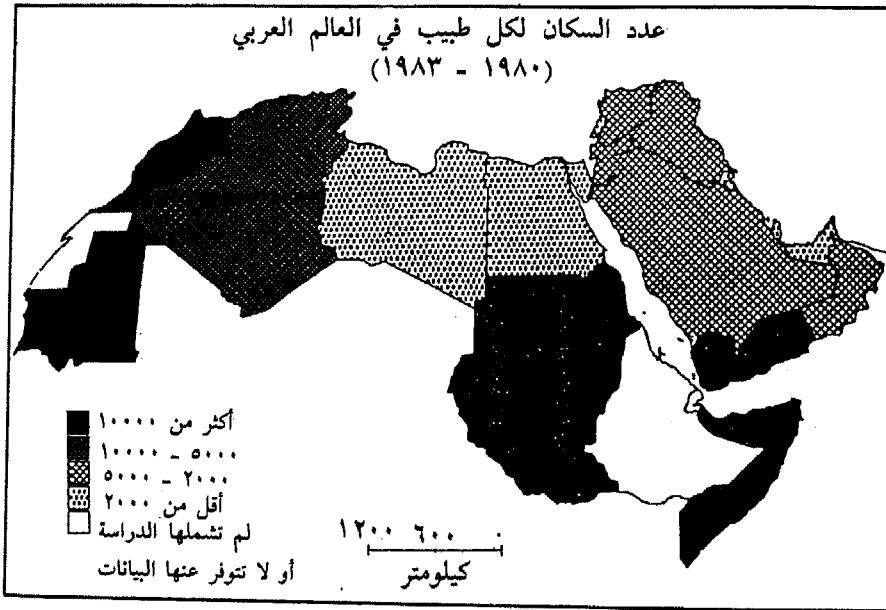 عدد السكان لكل طبيب في العالم العربي
(١٩٨٠ - ١٩٨٣)
أكثر من ١٠٠٠٠
٥٠٠٠ - ١٠٠٠٠
٢٠٠٠ - ٥٠٠٠
أقل من ٢٠٠٠
لم تشملها الدراسة
أو لا تتوفر عنها البيانات
١٢٠٠ ٦٠٠ ٠
كيلومتر